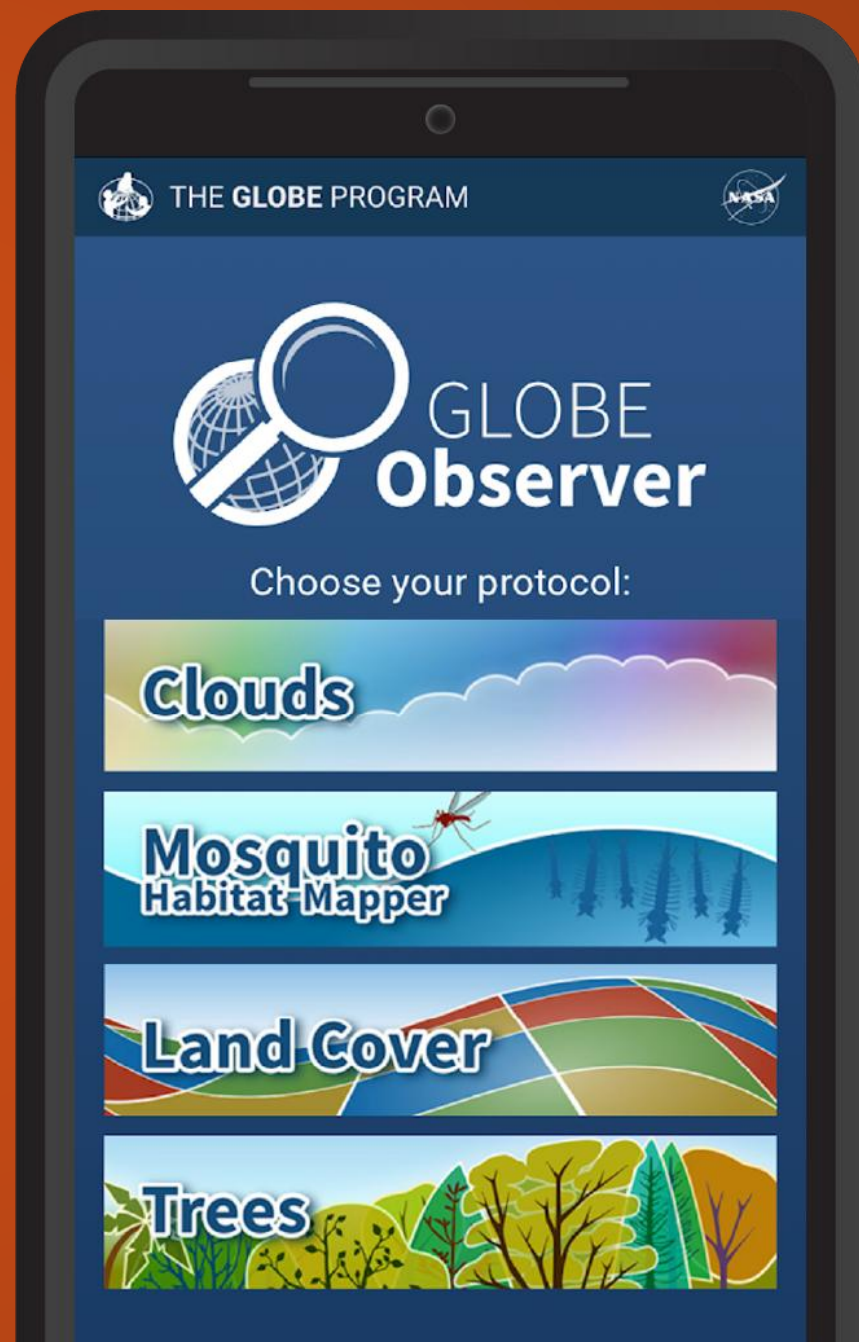 THE GLOBE PROGRAM
NASA
GLOBE
Observer
Choose your protocol:
Clouds
Mosquito
Habitat Mapper
Land Cover
Trees